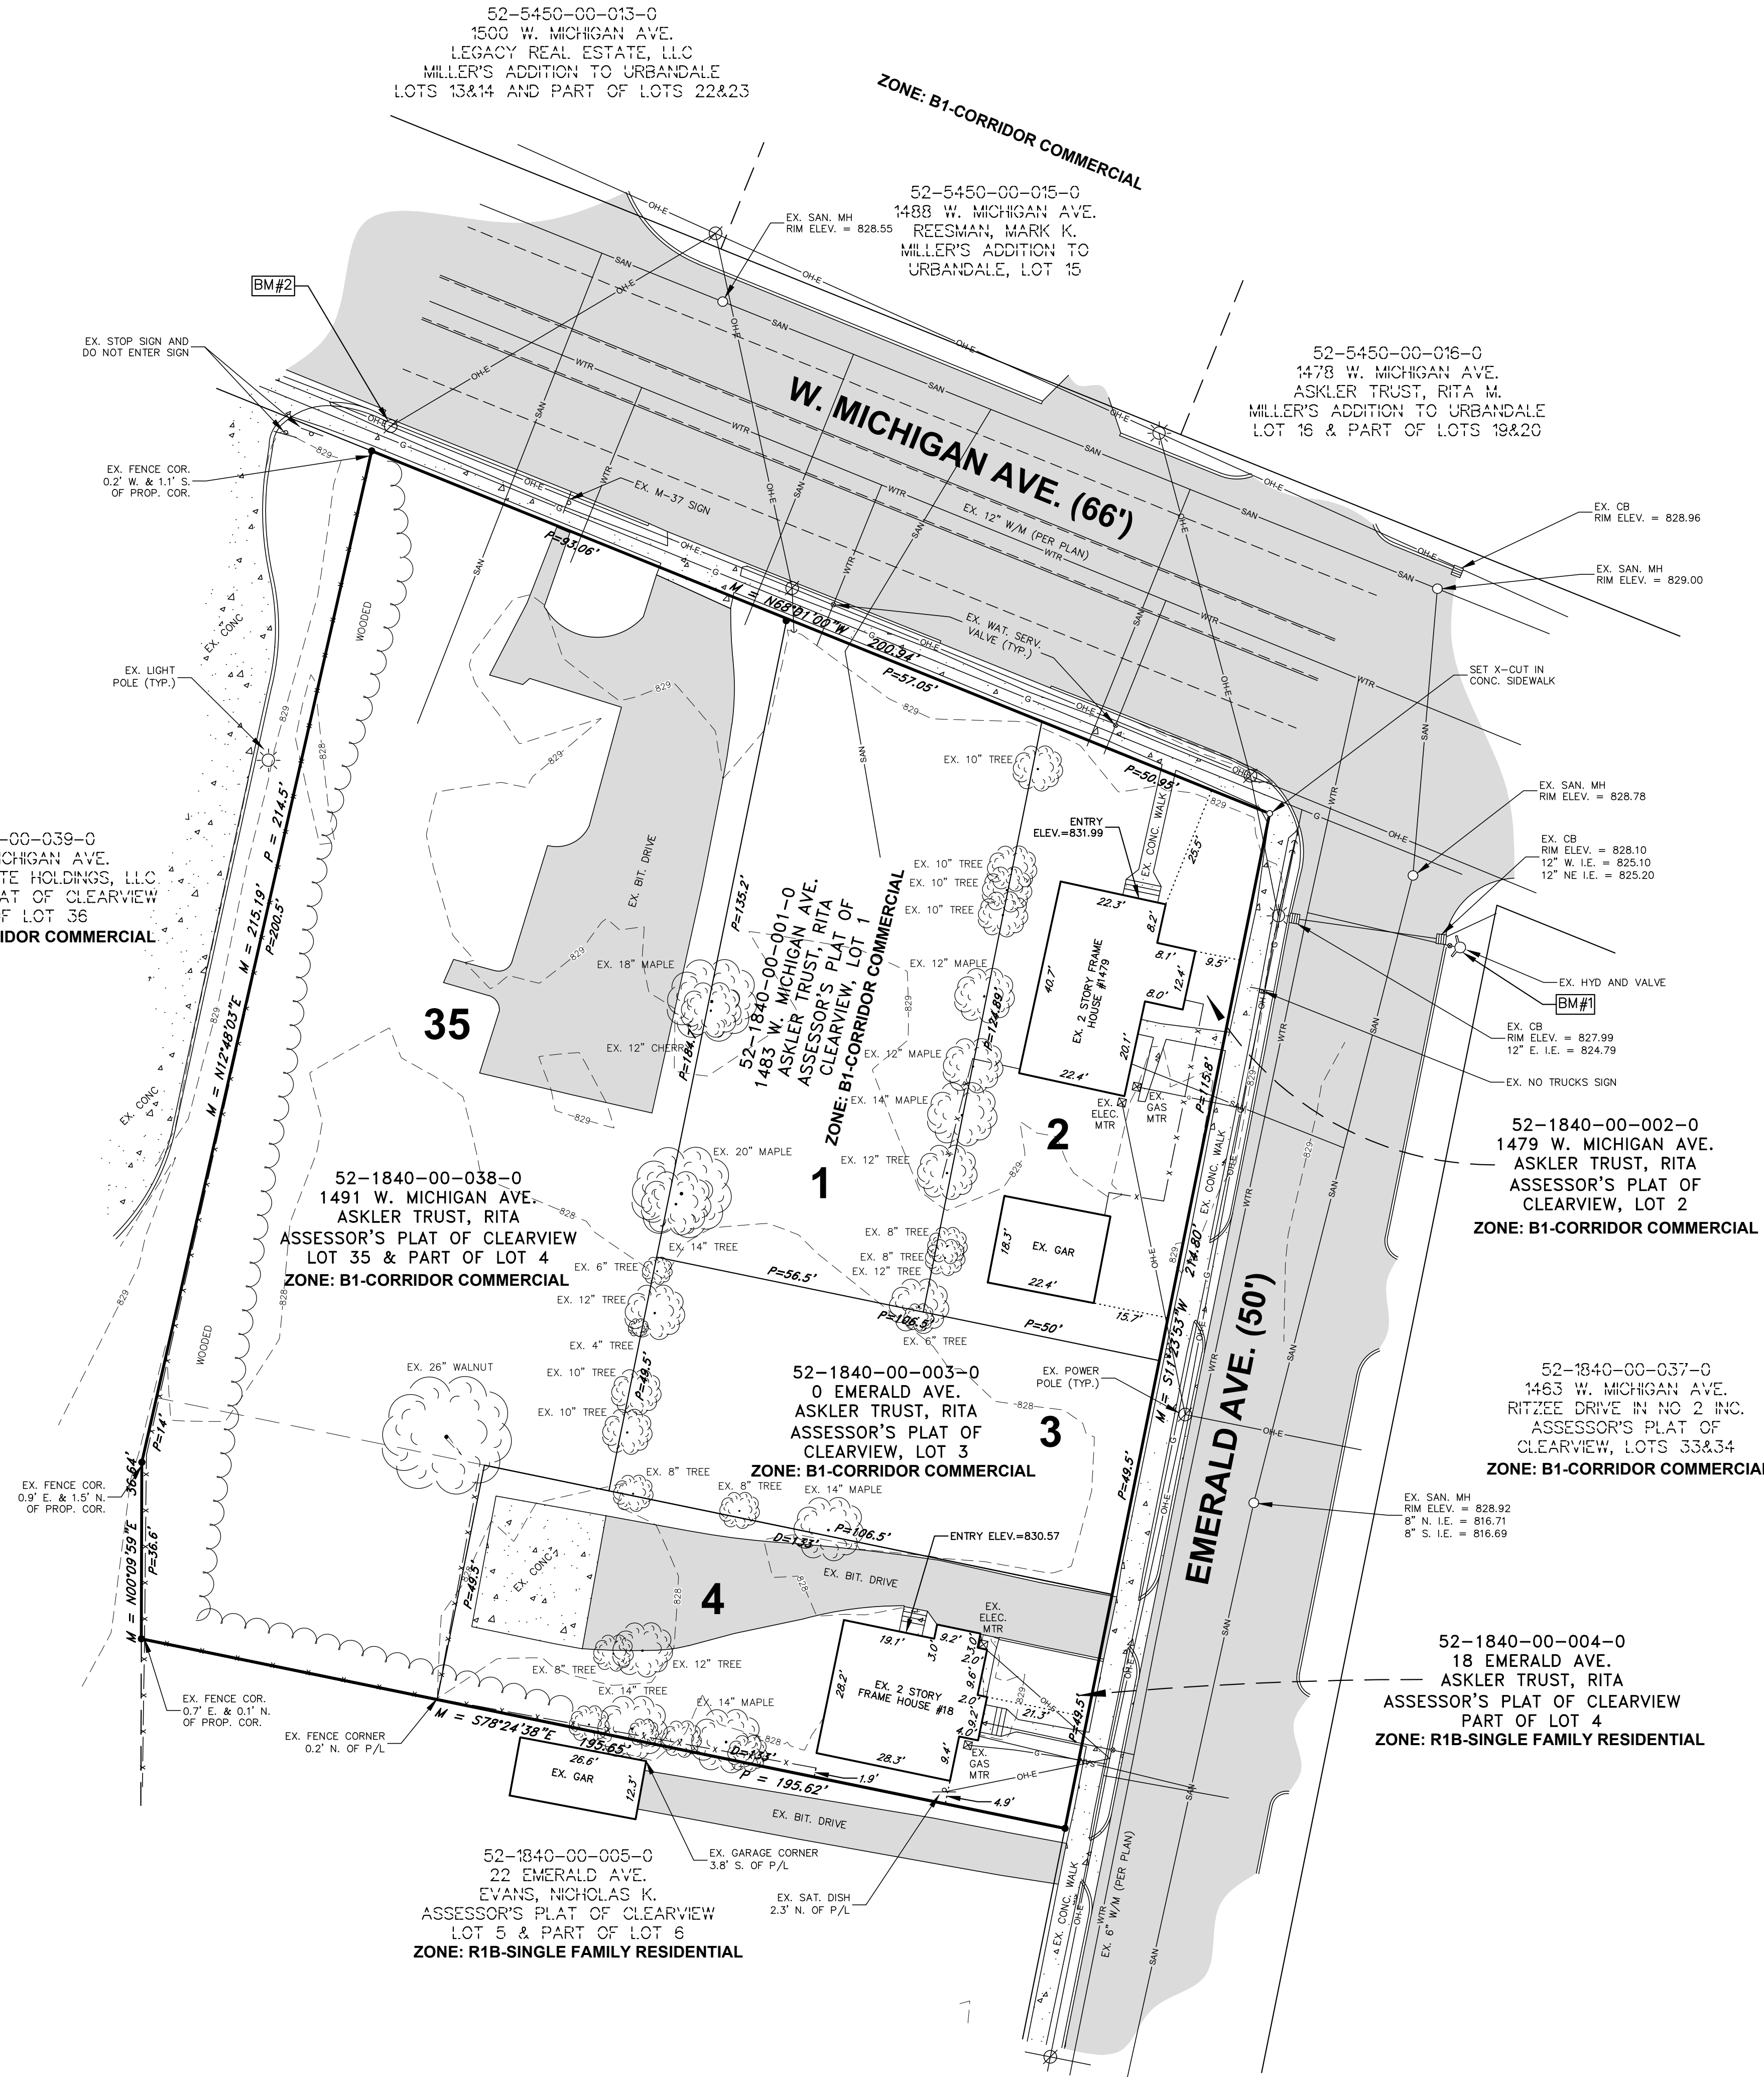 52-5450-00-013-0
1500 W. MICHIGAN AVE.
LEGACY REAL ESTATE, LLC
MILLER'S ADDITION TO URBANDALE
LOTS 13&14 AND PART OF LOTS 22&23
ZONE: B1-CORRIDOR COMMERCIAL
52-5450-00-015-0
1488 W. MICHIGAN AVE.
REESMAN, MARK K.
MILLER'S ADDITION TO
URBANDALE, LOT 15
EX. SAN. MH
RIM ELEV. = 828.55
BM#2
EX. STOP SIGN AND
DO NOT ENTER SIGN
52-5450-00-016-0
1478 W. MICHIGAN AVE.
ASKLER TRUST, RITA M.
MILLER'S ADDITION TO URBANDALE
LOT 16 & PART OF LOTS 19&20
W. MICHIGAN AVE. (66')
EX. 12" W/M (PER PLAN)
EX. M-37 SIGN
EX. FENCE COR.
0.2' W. & 1.1' S.
OF PROP. COR.
EX. CB
RIM ELEV. = 828.96
EX. SAN. MH
RIM ELEV. = 829.00
P=93.06'
M = N68°01'00"W 200.94'
P=57.05'
P=50.95'
EX. WAT. SERV.
VALVE (TYP.)
SET X-CUT IN
CONC. SIDEWALK
WOODED
EX. CONC
EX. LIGHT
POLE (TYP.)
EX. 10" TREE
EX. SAN. MH
RIM ELEV. = 828.78
EX. CB
RIM ELEV. = 828.10
12" W. I.E. = 825.10
12" NE I.E. = 825.20
-00-039-0
ICHIGAN AVE.
TE HOLDINGS, LLC
AT OF CLEARVIEW
F LOT 36
IDOR COMMERCIAL
M = N12°48'03"E M = 215.19' P = 214.5'
P=200.5'
EX. BIT. DRIVE
P=135.2'
P=184.7'
52-1840-00-001-0
1483 W. MICHIGAN AVE.
ASKLER TRUST, RITA
ASSESSOR'S PLAT OF
CLEARVIEW, LOT 1
ZONE: B1-CORRIDOR COMMERCIAL
ENTRY
ELEV.=831.99
EX. CONC. WALK
25.5'
EX. 10" TREE
EX. 10" TREE
EX. 10" TREE
22.3'
8.2'
8.1'
9.5'
12.4'
8.0'
20.1'
22.4'
40.7'
EX. 2 STORY FRAME
HOUSE #1479
EX. 18" MAPLE
EX. 12" MAPLE
EX. 12" CHERRY
EX. 12" MAPLE
EX. 14" MAPLE
P=124.89'
P=115.8'
EX. HYD AND VALVE
BM#1
EX. CB
RIM ELEV. = 827.99
12" E. I.E. = 824.79
EX. NO TRUCKS SIGN
35
EX. CONC
EX.
ELEC.
MTR
EX.
GAS
MTR
2
52-1840-00-002-0
1479 W. MICHIGAN AVE.
ASKLER TRUST, RITA
ASSESSOR'S PLAT OF
CLEARVIEW, LOT 2
ZONE: B1-CORRIDOR COMMERCIAL
EX. 20" MAPLE
EX. 12" TREE
1
52-1840-00-038-0
1491 W. MICHIGAN AVE.
ASKLER TRUST, RITA
ASSESSOR'S PLAT OF CLEARVIEW
LOT 35 & PART OF LOT 4
ZONE: B1-CORRIDOR COMMERCIAL
EX. CONC. WALK
EX. 14" TREE
EX. 6" TREE
EX. 12" TREE
EX. 4" TREE
EX. 8" TREE
EX. 8" TREE
EX. 12" TREE
EX. 6" TREE
EX. GAR
18.3'
22.4'
15.7'
P=56.5'
P=106.5'
P=50'
M = S11°23'53"W 214.80'
EMERALD AVE. (50')
WOODED
EX. 26" WALNUT
EX. 10" TREE
EX. 10" TREE
P=49.5'
52-1840-00-003-0
0 EMERALD AVE.
ASKLER TRUST, RITA
ASSESSOR'S PLAT OF
CLEARVIEW, LOT 3
ZONE: B1-CORRIDOR COMMERCIAL
3
EX. POWER
POLE (TYP.)
52-1840-00-037-0
1463 W. MICHIGAN AVE.
RITZEE DRIVE IN NO 2 INC.
ASSESSOR'S PLAT OF
CLEARVIEW, LOTS 33&34
ZONE: B1-CORRIDOR COMMERCIAL
P=14'
M = N00°09'59"E 36.64'
P=36.6'
EX. FENCE COR.
0.9' E. & 1.5' N.
OF PROP. COR.
EX. 8" TREE
EX. 8" TREE
EX. 14" MAPLE
P=106.5'
D=133'
P=49.5'
ENTRY ELEV.=830.57
EX. SAN. MH
RIM ELEV. = 828.92
8" N. I.E. = 816.71
8" S. I.E. = 816.69
P=49.5'
EX. CONC
EX. BIT. DRIVE
4
EX.
ELEC.
MTR
19.1'
3.0'
9.2'
3.0'
2.0'
9.6'
2.0'
9.2'
4.0'
9.4'
28.3'
28.2'
21.3'
EX. 2 STORY
FRAME HOUSE #18
EX. 8" TREE
EX. 12" TREE
EX. 14" TREE
EX. 14" MAPLE
P=49.5'
52-1840-00-004-0
18 EMERALD AVE.
ASKLER TRUST, RITA
ASSESSOR'S PLAT OF CLEARVIEW
PART OF LOT 4
ZONE: R1B-SINGLE FAMILY RESIDENTIAL
EX. FENCE COR.
0.7' E. & 0.1' N.
OF PROP. COR.
EX. FENCE CORNER
0.2' N. OF P/L
M = S78°24'38"E 195.65'
D=133'
P = 195.62'
1.9'
4.9'
EX.
GAS
MTR
26.6'
EX. GAR
12.3'
EX. BIT. DRIVE
EX. GARAGE CORNER
3.8' S. OF P/L
EX. SAT. DISH
2.3' N. OF P/L
52-1840-00-005-0
22 EMERALD AVE.
EVANS, NICHOLAS K.
ASSESSOR'S PLAT OF CLEARVIEW
LOT 5 & PART OF LOT 6
ZONE: R1B-SINGLE FAMILY RESIDENTIAL
EX. CONC. WALK
EX. 6" W/M (PER PLAN)